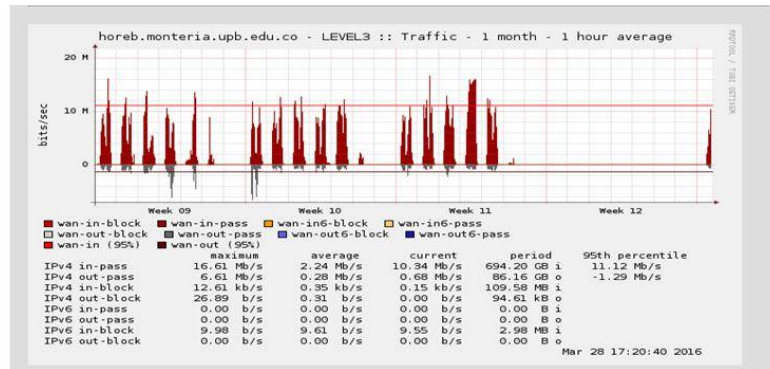 horeb.monteria.upb.edu.co - LEVEL3 :: Traffic - 1 month - 1 hour average
RRDTOOL / TOBI OETIKER
20 M
10 M
0
bits/sec
Week 09 Week 10 Week 11 Week 12
wan-in-block wan-in-pass wan-in6-block wan-in6-pass
wan-out-block wan-out-pass wan-out6-block wan-out6-pass
wan-in (95%) wan-out (95%)
maximum average current period 95th percentile
IPv4 in-pass 16.61 Mb/s 2.24 Mb/s 10.34 Mb/s 694.20 GB i 11.12 Mb/s
IPv4 out-pass 6.61 Mb/s 0.28 Mb/s 0.68 Mb/s 86.16 GB o -1.29 Mb/s
IPv4 in-block 12.61 kb/s 0.35 kb/s 0.15 kb/s 109.58 MB i
IPv4 out-block 26.89 b/s 0.31 b/s 0.00 b/s 94.61 kB o
IPv6 in-pass 0.00 b/s 0.00 b/s 0.00 b/s 0.00 B i
IPv6 out-pass 0.00 b/s 0.00 b/s 0.00 b/s 0.00 B o
IPv6 in-block 9.98 b/s 9.61 b/s 9.55 b/s 2.98 MB i
IPv6 out-block 0.00 b/s 0.00 b/s 0.00 b/s 0.00 B o
Mar 28 17:20:40 2016